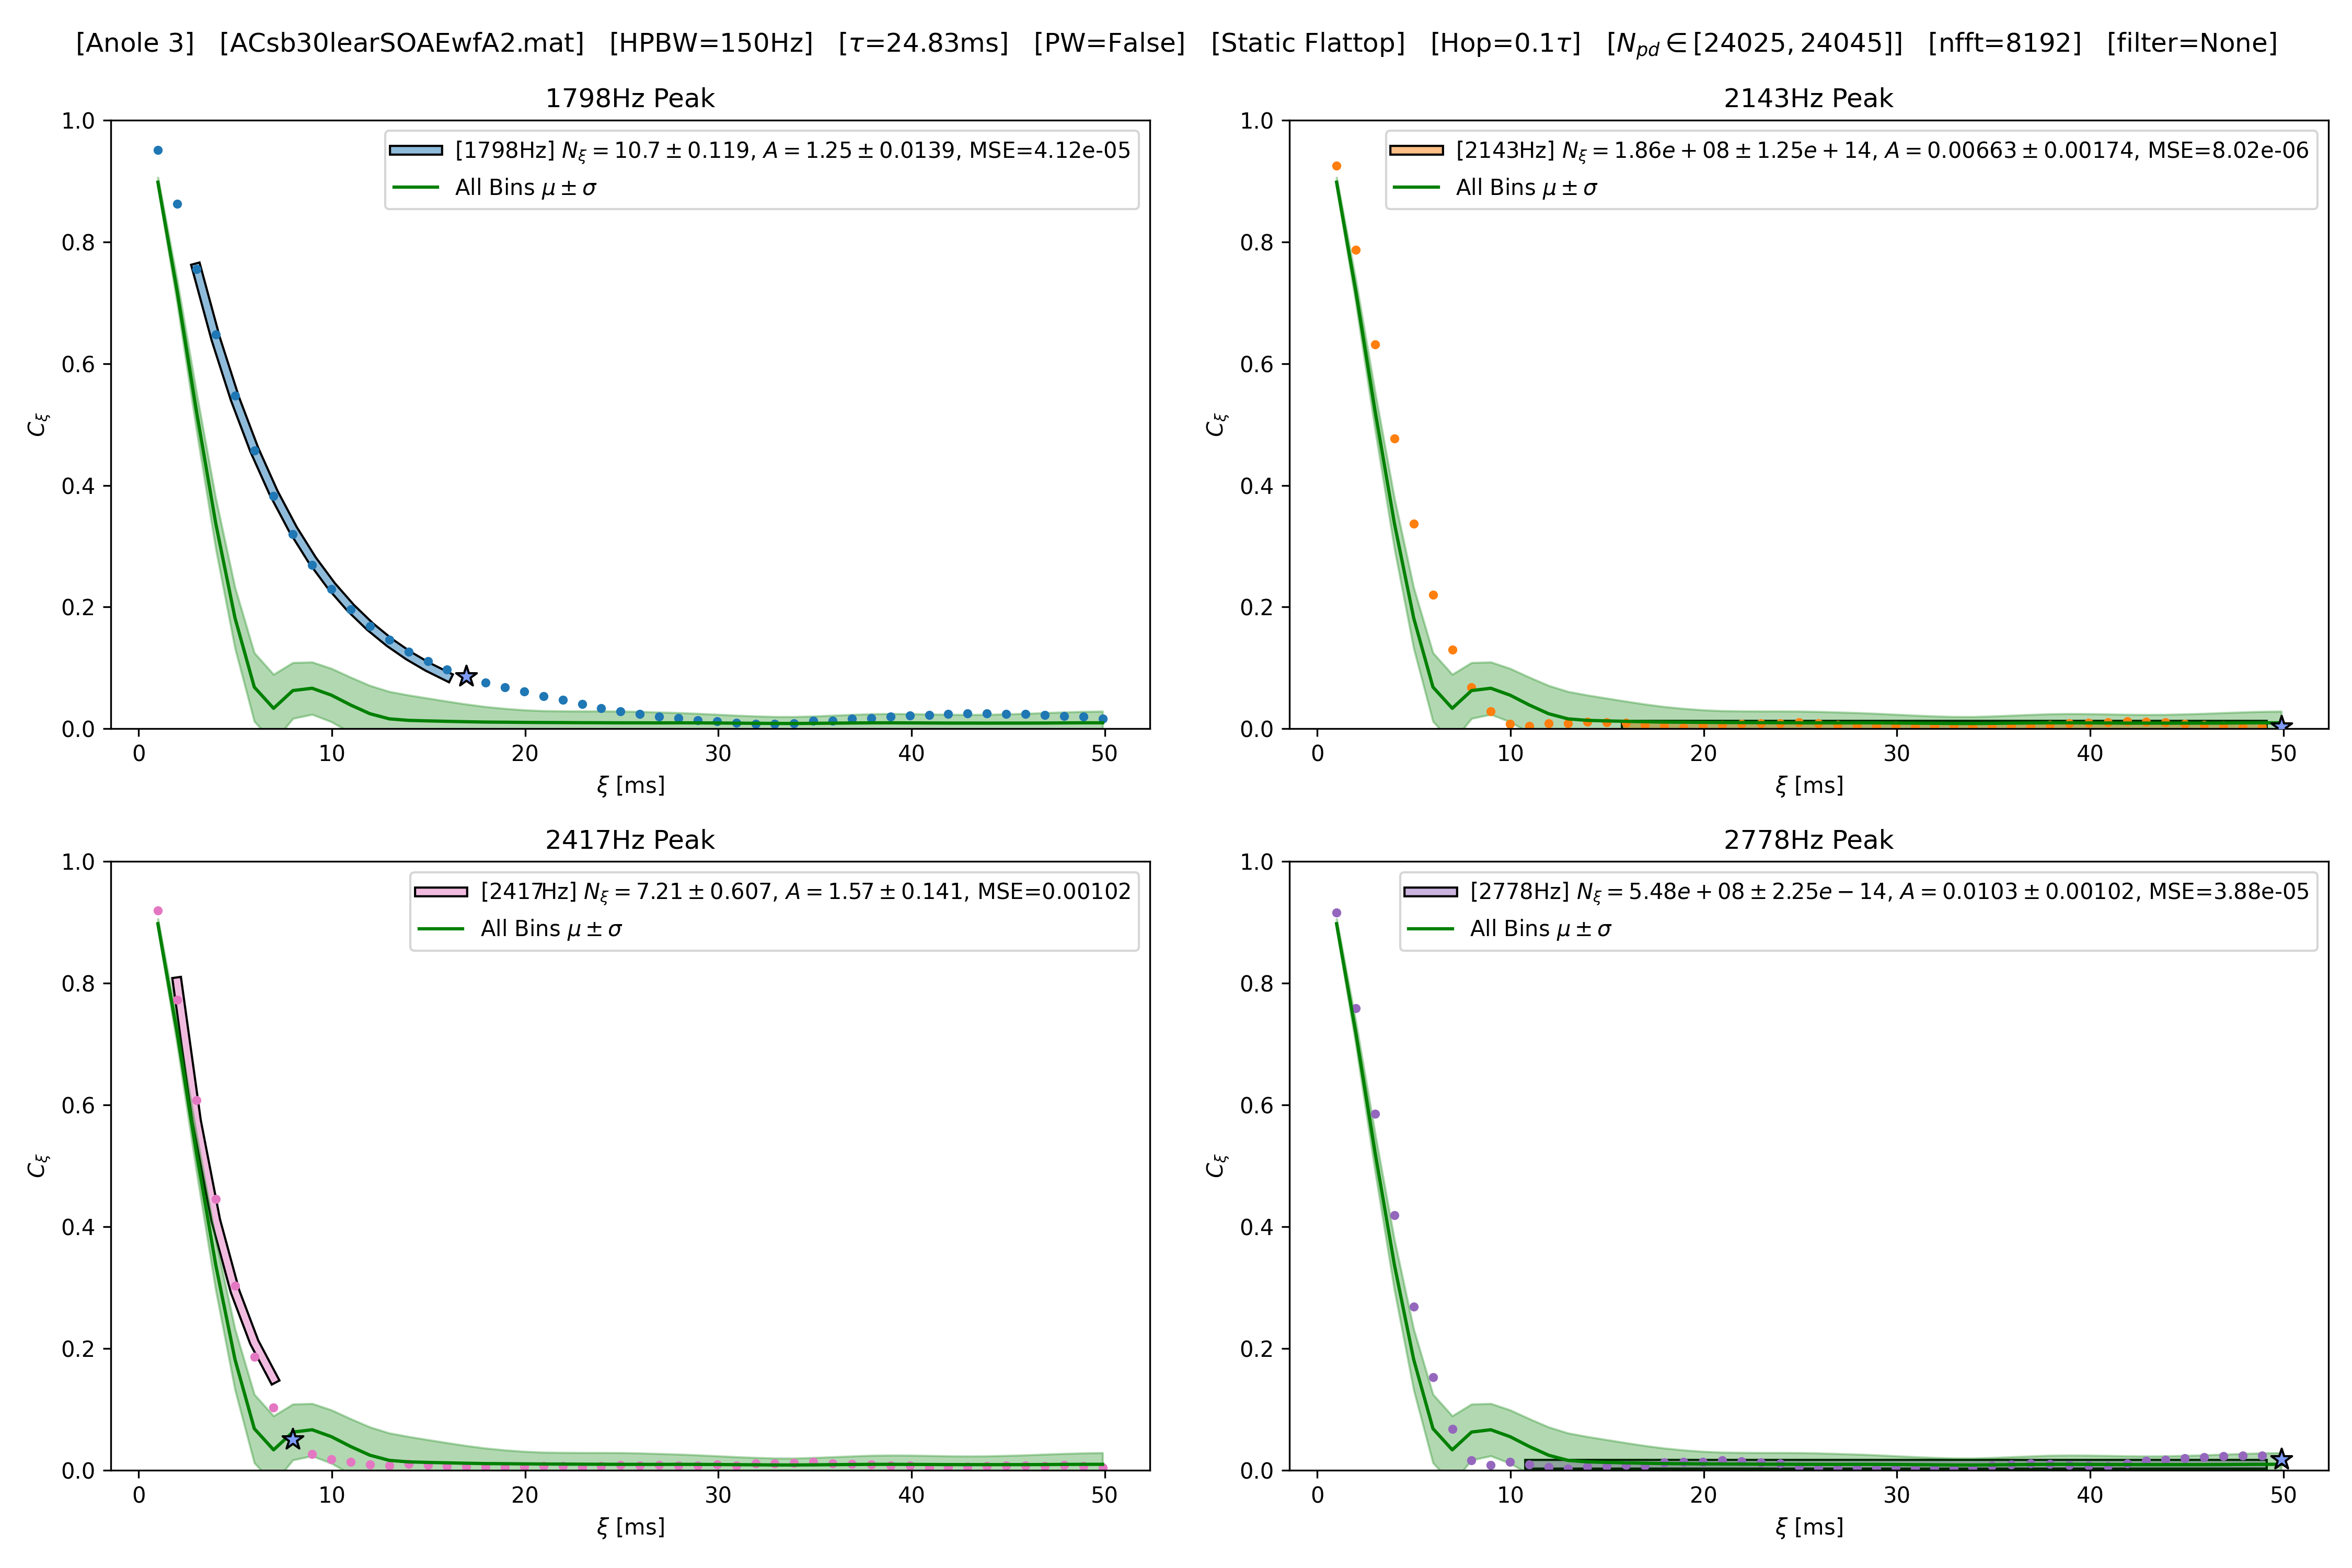 [Anole 3] [ACsb30learSOAEwfA2.mat] [HPBW=150Hz] [τ=24.83ms] [PW=False] [Static Flattop] [Hop=0.1τ] [N_pd ∈ [24025, 24045]] [nfft=8192] [filter=None]
1798Hz Peak
[1798Hz] N_ξ = 10.7 ± 0.119, A = 1.25 ± 0.0139, MSE=4.12e-05
All Bins μ ± σ
C_ξ
1.0
0.8
0.6
0.4
0.2
0.0
0 10 20 30 40 50
ξ [ms]
2143Hz Peak
[2143Hz] N_ξ = 1.86e + 08 ± 1.25e + 14, A = 0.00663 ± 0.00174, MSE=8.02e-06
All Bins μ ± σ
C_ξ
1.0
0.8
0.6
0.4
0.2
0.0
0 10 20 30 40 50
ξ [ms]
2417Hz Peak
[2417Hz] N_ξ = 7.21 ± 0.607, A = 1.57 ± 0.141, MSE=0.00102
All Bins μ ± σ
C_ξ
1.0
0.8
0.6
0.4
0.2
0.0
0 10 20 30 40 50
ξ [ms]
2778Hz Peak
[2778Hz] N_ξ = 5.48e + 08 ± 2.25e − 14, A = 0.0103 ± 0.00102, MSE=3.88e-05
All Bins μ ± σ
C_ξ
1.0
0.8
0.6
0.4
0.2
0.0
0 10 20 30 40 50
ξ [ms]